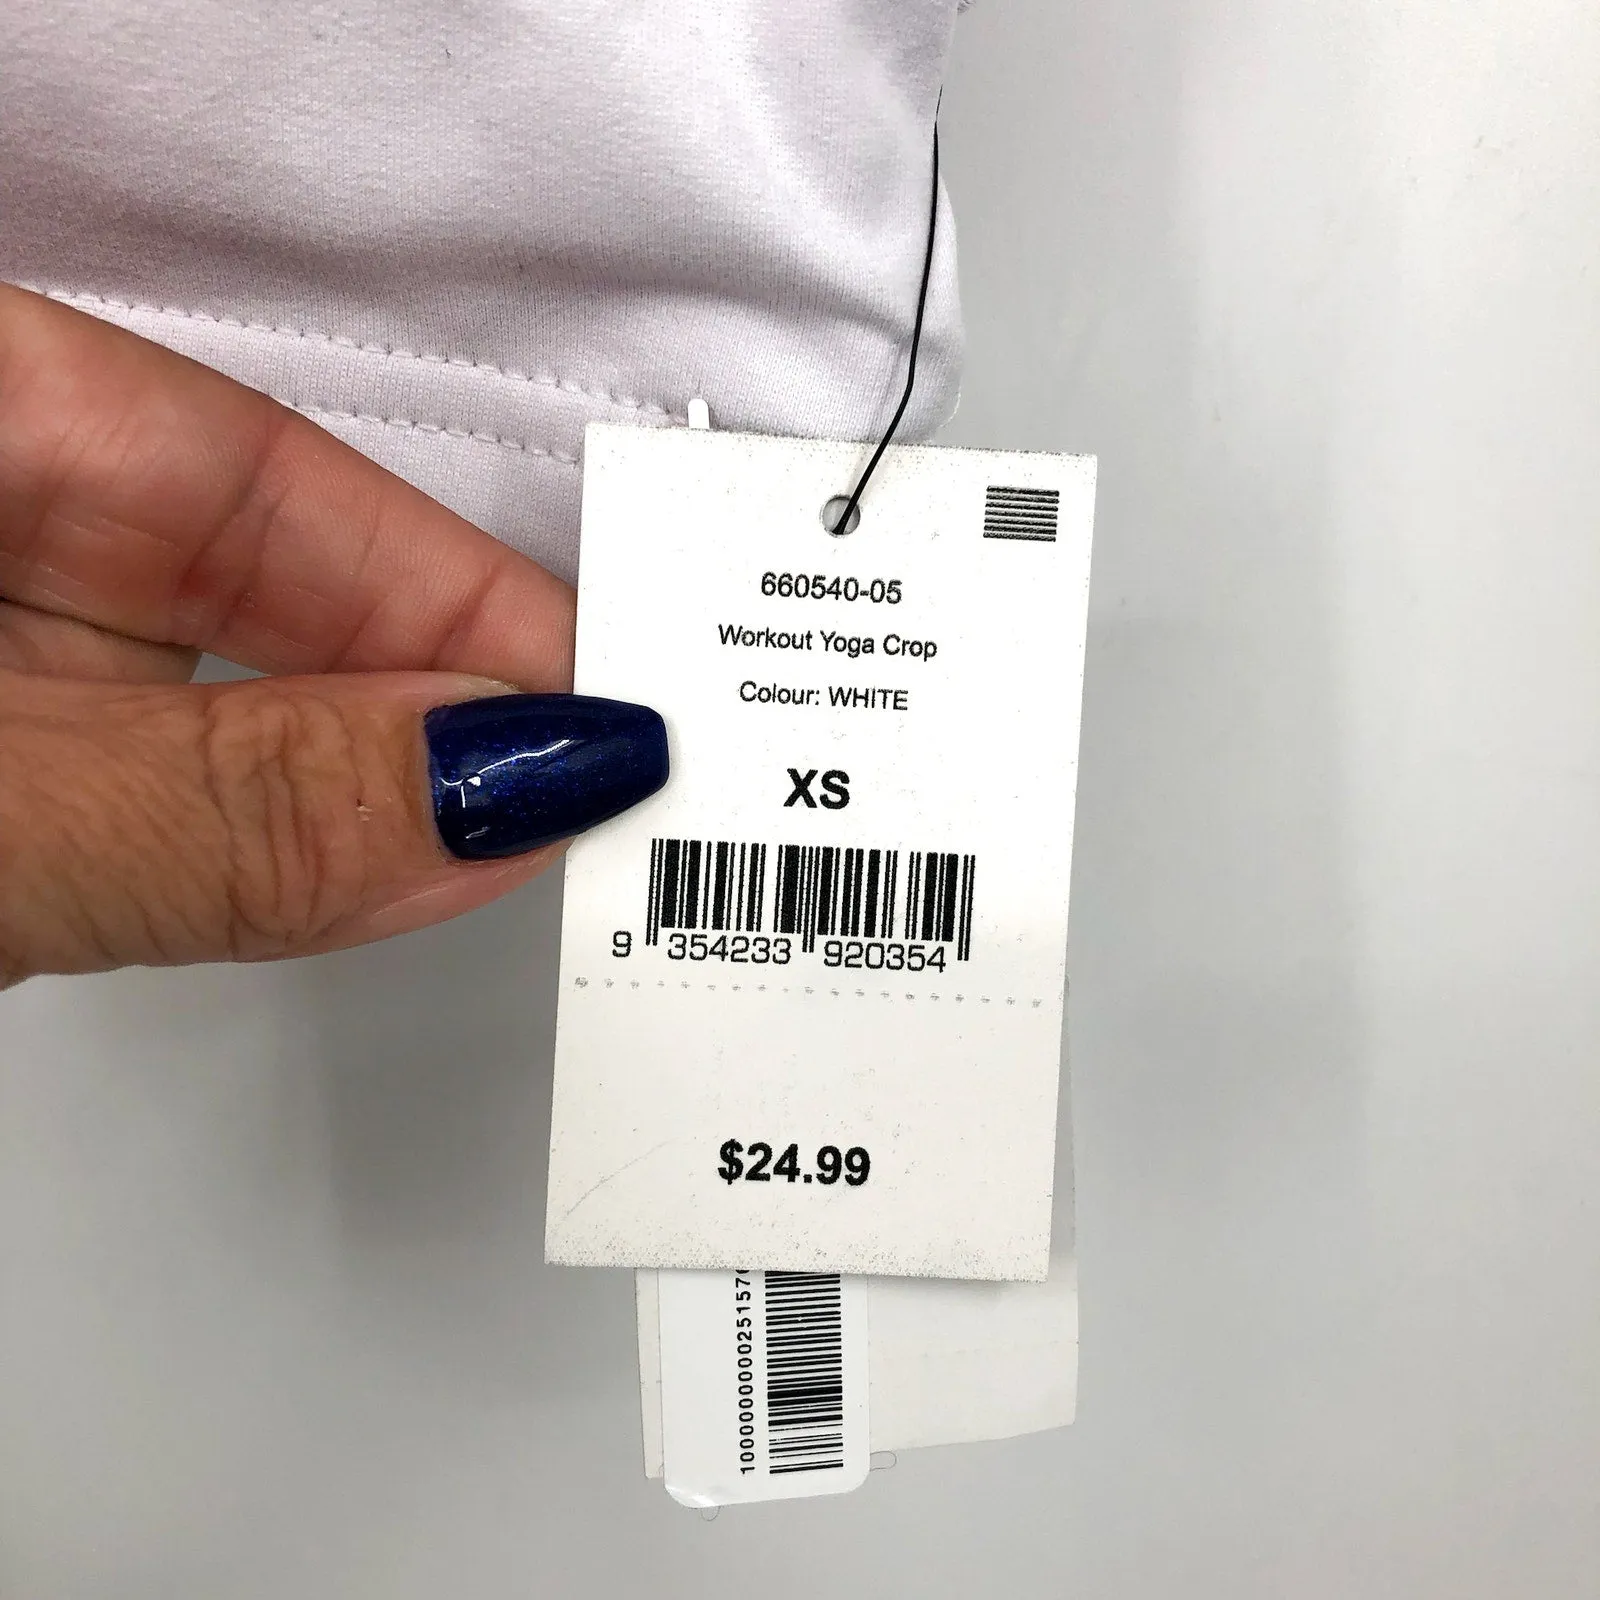 660540-05
Workout Yoga Crop
Colour: WHITE
XS
9 354233 920354
$24.99